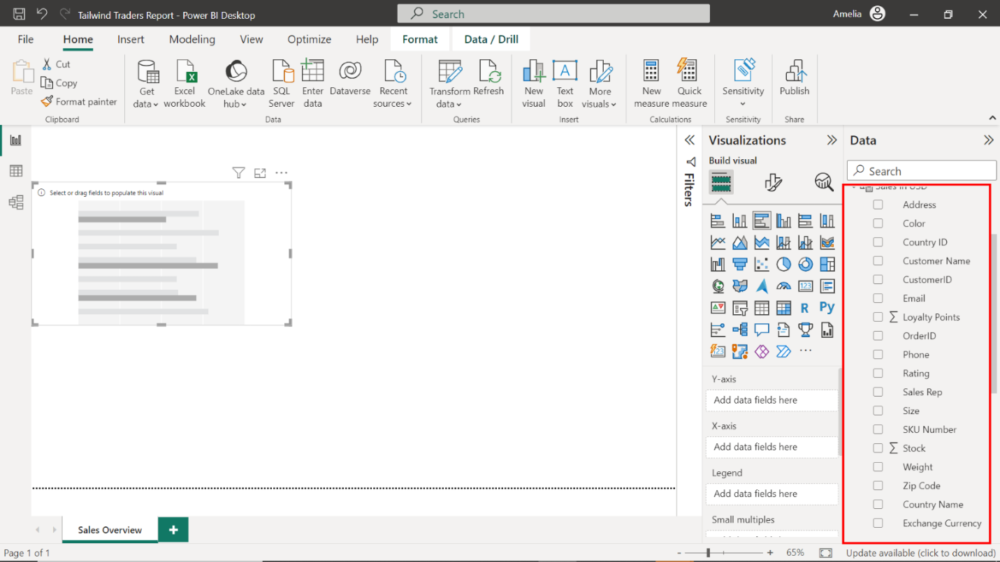 Tailwind Traders Report - Power BI Desktop
Search
Amelia
File Home Insert Modeling View Optimize Help Format Data / Drill
Paste
Cut
Copy
Format painter
Clipboard
Get data
Excel workbook
OneLake data hub
SQL Server
Enter data
Dataverse
Recent sources
Data
Transform data
Refresh
Queries
New visual
Text box
More visuals
Insert
New measure
Quick measure
Calculations
Sensitivity
Sensitivity
Publish
Share
Select or drag fields to populate this visual
Filters
Visualizations
Build visual
123
R
Py
123
Y-axis
Add data fields here
X-axis
Add data fields here
Legend
Add data fields here
Small multiples
Data
Search
Sales in USD
Address
Color
Country ID
Customer Name
CustomerID
Email
Loyalty Points
OrderID
Phone
Rating
Sales Rep
Size
SKU Number
Stock
Weight
Zip Code
Country Name
Exchange Currency
Sales Overview
Page 1 of 1
- + 65%
Update available (click to download)